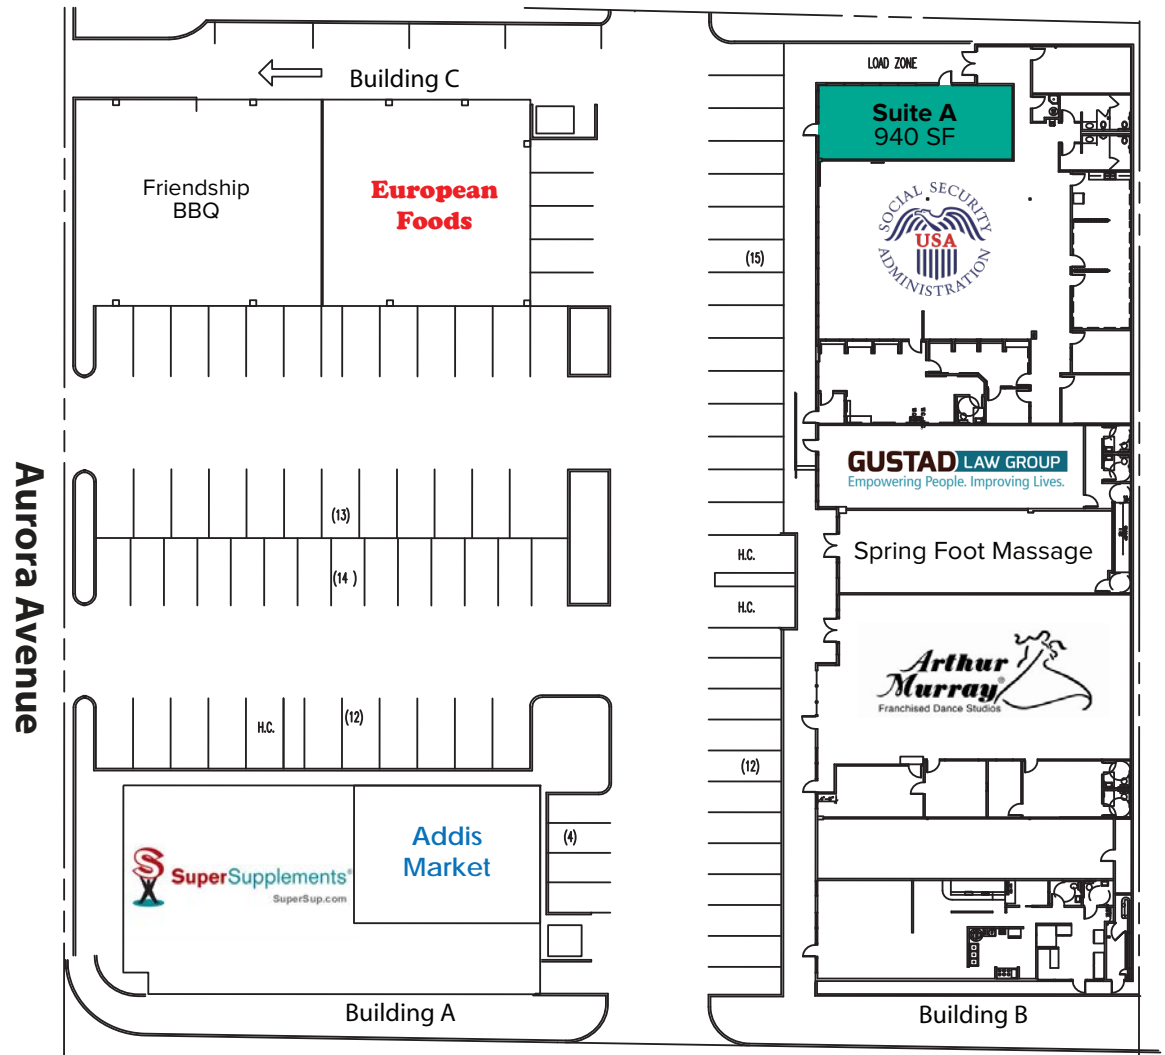 LOAD ZONE
Building C
Suite A
940 SF
Friendship
BBQ
European
Foods
SOCIAL SECURITY
USA
ADMINISTRATION
(15)
GUSTAD LAW GROUP
Empowering People. Improving Lives.
Aurora Avenue
(13)
(14 )
H.C.
H.C.
Spring Foot Massage
Arthur
Murray®
Franchised Dance Studios
H.C.
(12)
(12)
Addis
Market
(4)
SuperSupplements®
SuperSup.com
Building A
Building B